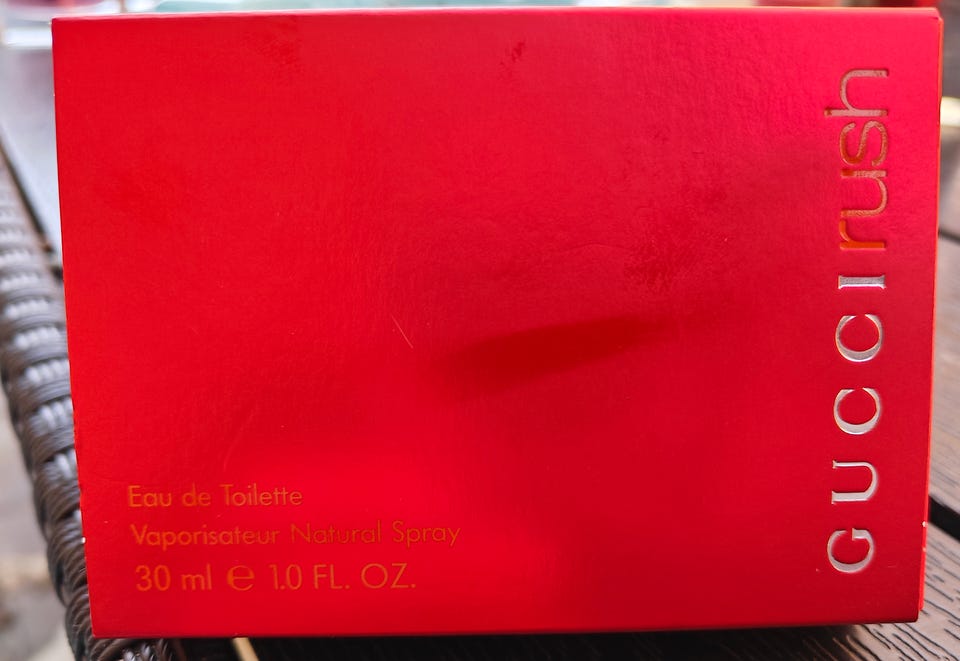 GUCCI rush
Eau de Toilette
Vaporisateur Natural Spray
30 ml ℮ 1.0 FL. OZ.